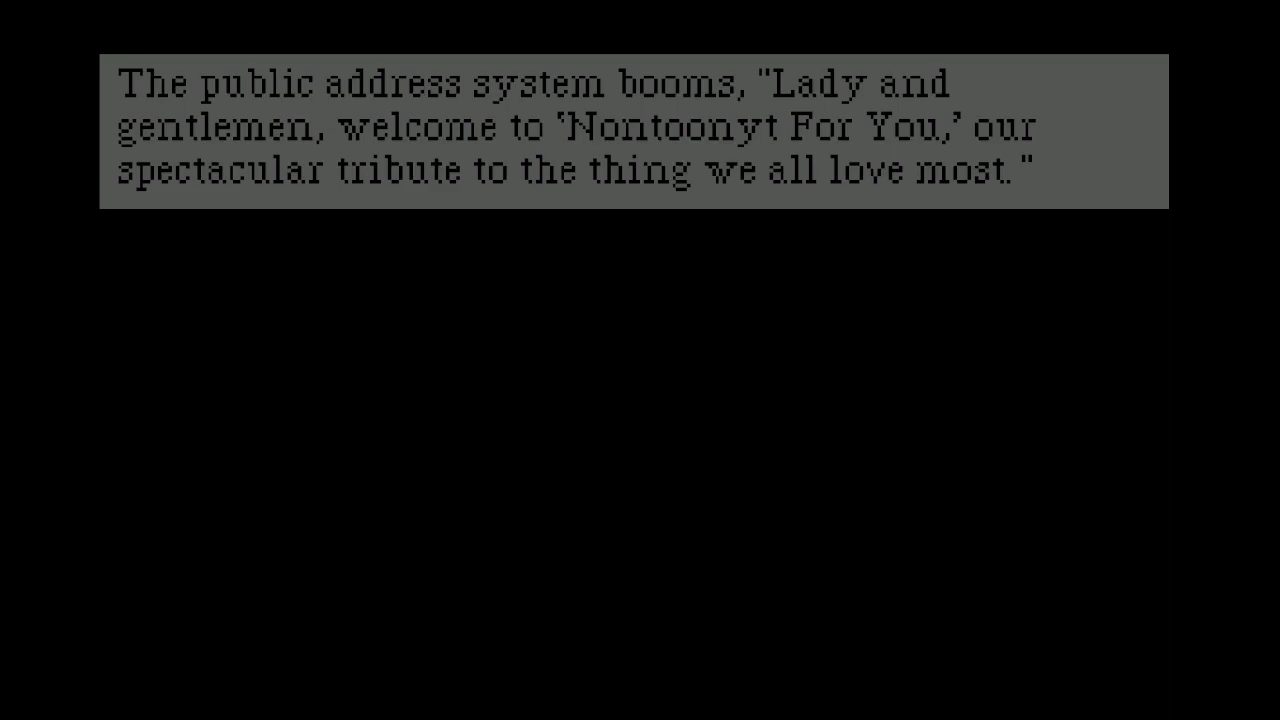 The public address system booms, "Lady and
gentlemen, welcome to 'Nontoonyt For You,' our
spectacular tribute to the thing we all love most."